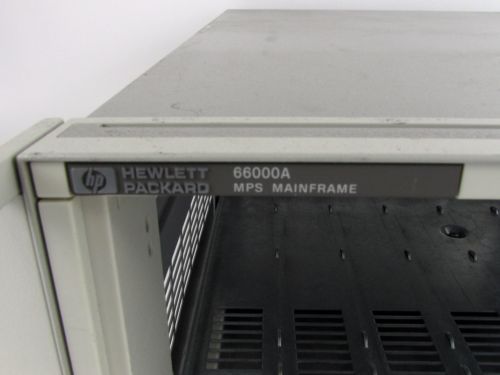 hp HEWLETT
PACKARD
66000A
MPS MAINFRAME